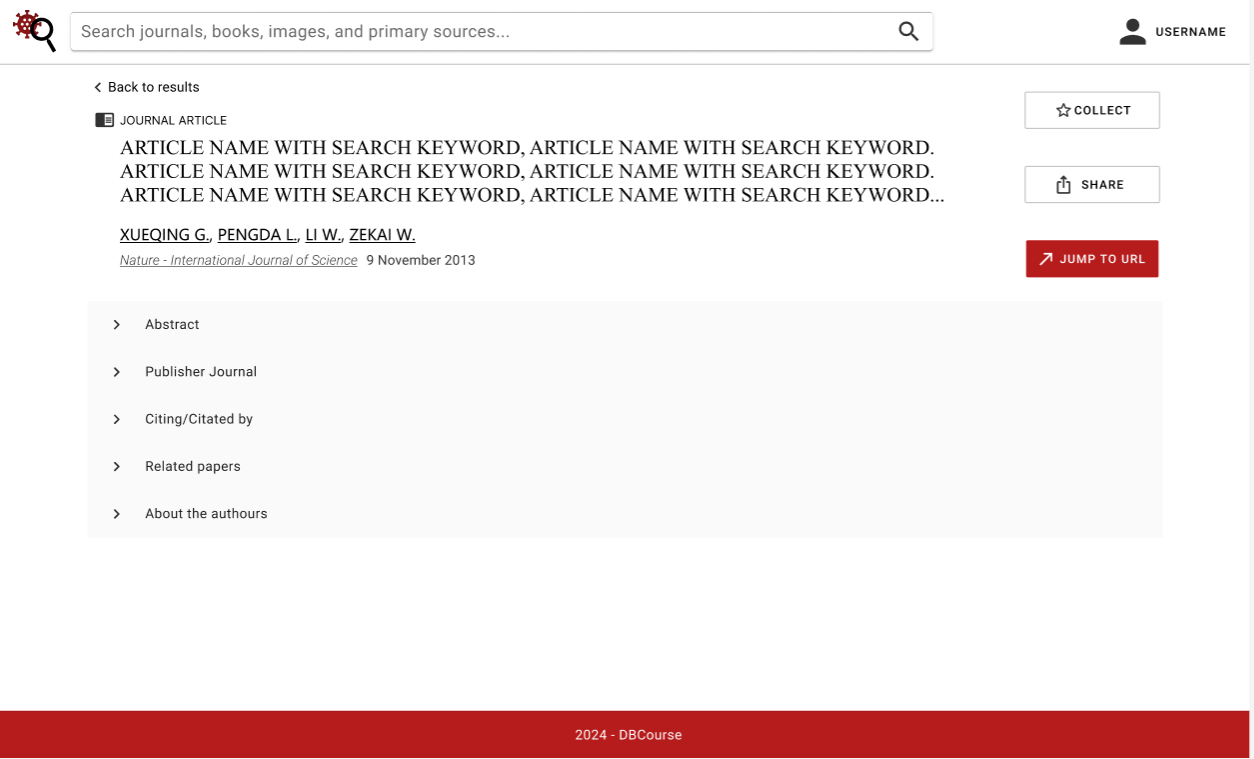 Search journals, books, images, and primary sources...
USERNAME
Back to results
JOURNAL ARTICLE
ARTICLE NAME WITH SEARCH KEYWORD, ARTICLE NAME WITH SEARCH KEYWORD.
ARTICLE NAME WITH SEARCH KEYWORD, ARTICLE NAME WITH SEARCH KEYWORD.
ARTICLE NAME WITH SEARCH KEYWORD, ARTICLE NAME WITH SEARCH KEYWORD...
XUEQING G., PENGDA L., LI W., ZEKAI W.
Nature - International Journal of Science 9 November 2013
COLLECT
SHARE
JUMP TO URL
Abstract
Publisher Journal
Citing/Citated by
Related papers
About the authours
2024 - DBCourse